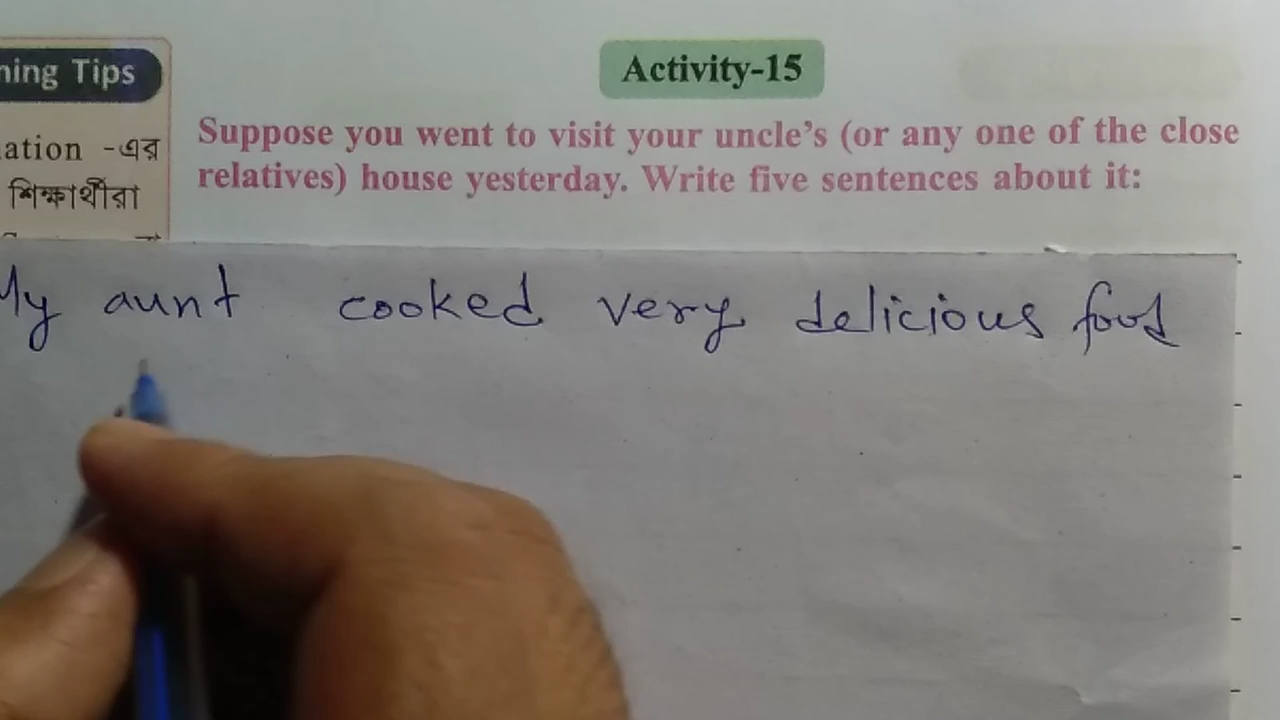 Activity-15
ning Tips
ation -এর
শিক্ষার্থীরা
Suppose you went to visit your uncle's (or any one of the close
relatives) house yesterday. Write five sentences about it:
My aunt cooked very delicious food